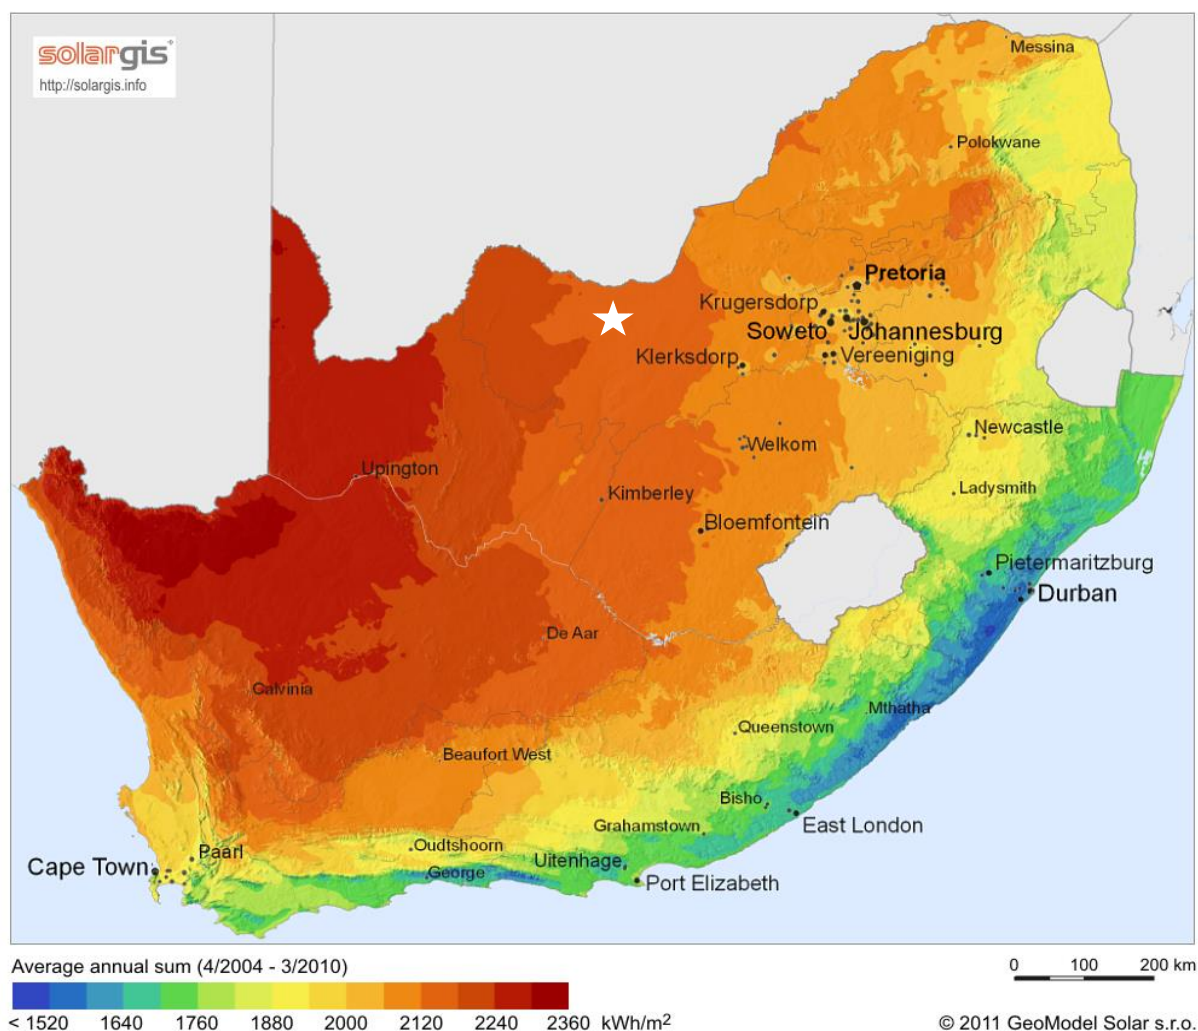 solargis
http://solargis.info
Messina
Polokwane
Pretoria
Krugersdorp
Soweto
Johannesburg
Klerksdorp
Vereeniging
Welkom
Newcastle
Upington
Kimberley
Ladysmith
Bloemfontein
Pietermaritzburg
Durban
De Aar
Calvinia
Mthatha
Queenstown
Beaufort West
Bisho
Grahamstown
East London
Oudtshoorn
Paarl
Uitenhage
Cape Town
George
Port Elizabeth
Average annual sum (4/2004 - 3/2010)
0 100 200 km
< 1520 1640 1760 1880 2000 2120 2240 2360 kWh/m²
© 2011 GeoModel Solar s.r.o.